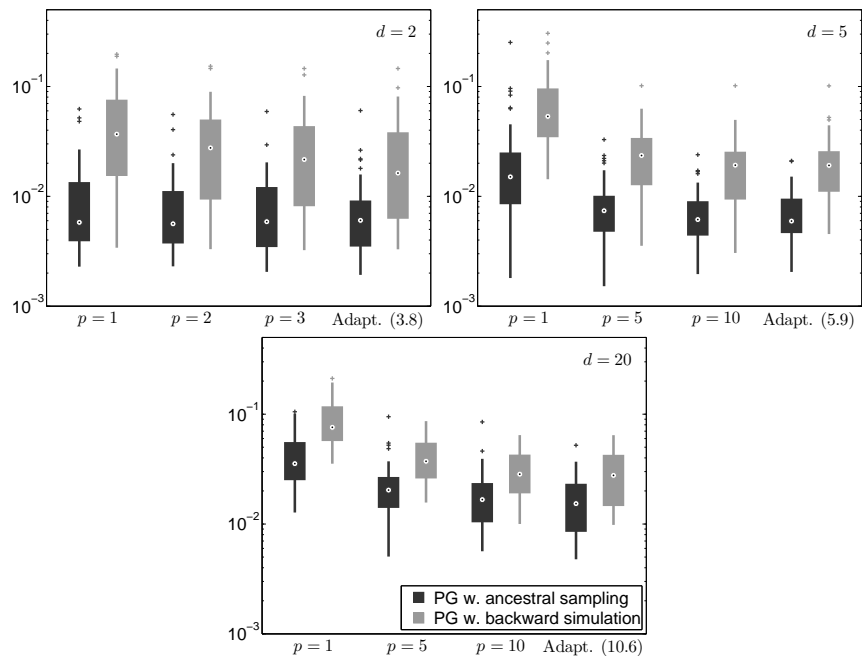 d = 2
10⁻¹
10⁻²
10⁻³
p = 1 p = 2 p = 3 Adapt. (3.8)
d = 5
10⁻¹
10⁻²
10⁻³
p = 1 p = 5 p = 10 Adapt. (5.9)
d = 20
10⁻¹
10⁻²
10⁻³
PG w. ancestral sampling
PG w. backward simulation
p = 1 p = 5 p = 10 Adapt. (10.6)